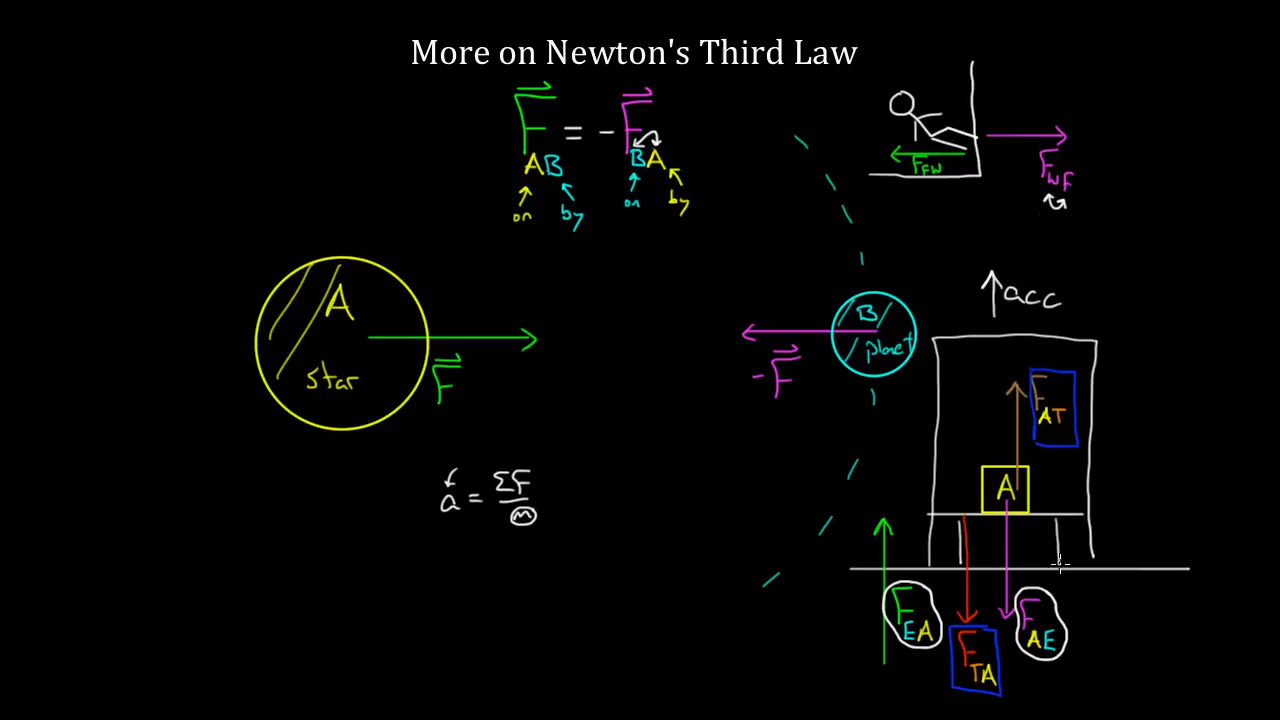 More on Newton's Third Law
F = - F
AB BA
on by on by
F FW
F WF
A
star
F
B
planet
-F
acc
a = ΣF
m
F AT
A
F EA
F TA
F AE